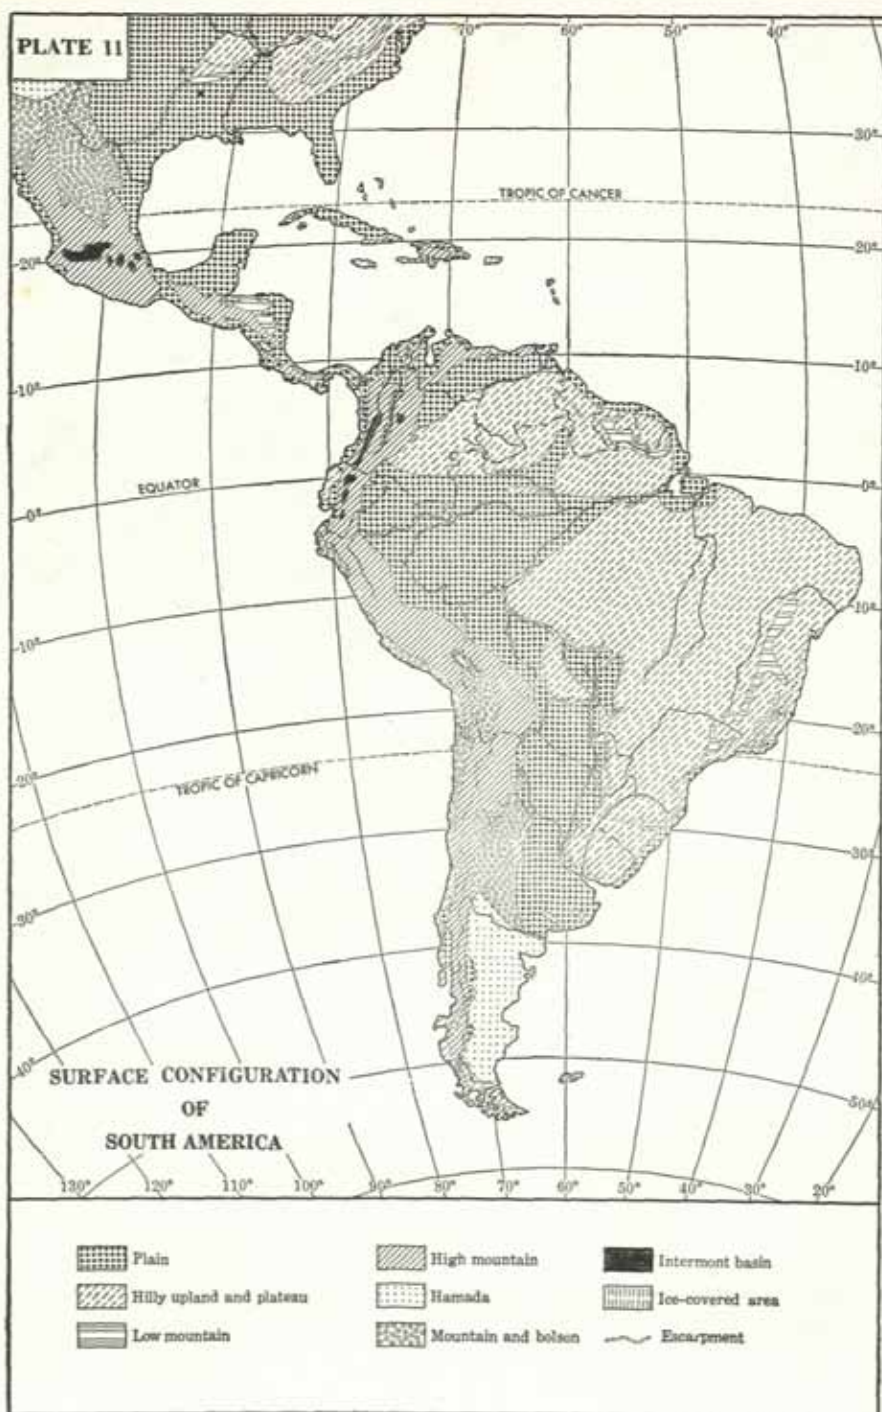 PLATE 11
70° 60° 40°
30°
TROPIC OF CANCER
20° 20°
10° 10°
EQUATOR
0° 0°
10° 10°
20° 20°
TROPIC OF CAPRICORN
30° 30°
40° 40°
50°
SURFACE CONFIGURATION
OF
SOUTH AMERICA
130° 120° 110° 100° 90° 80° 70° 60° 50° 40° 30° 20°
Plain High mountain Intermont basin
Hilly upland and plateau Hamada Ice-covered area
Low mountain Mountain and bolson Escarpment